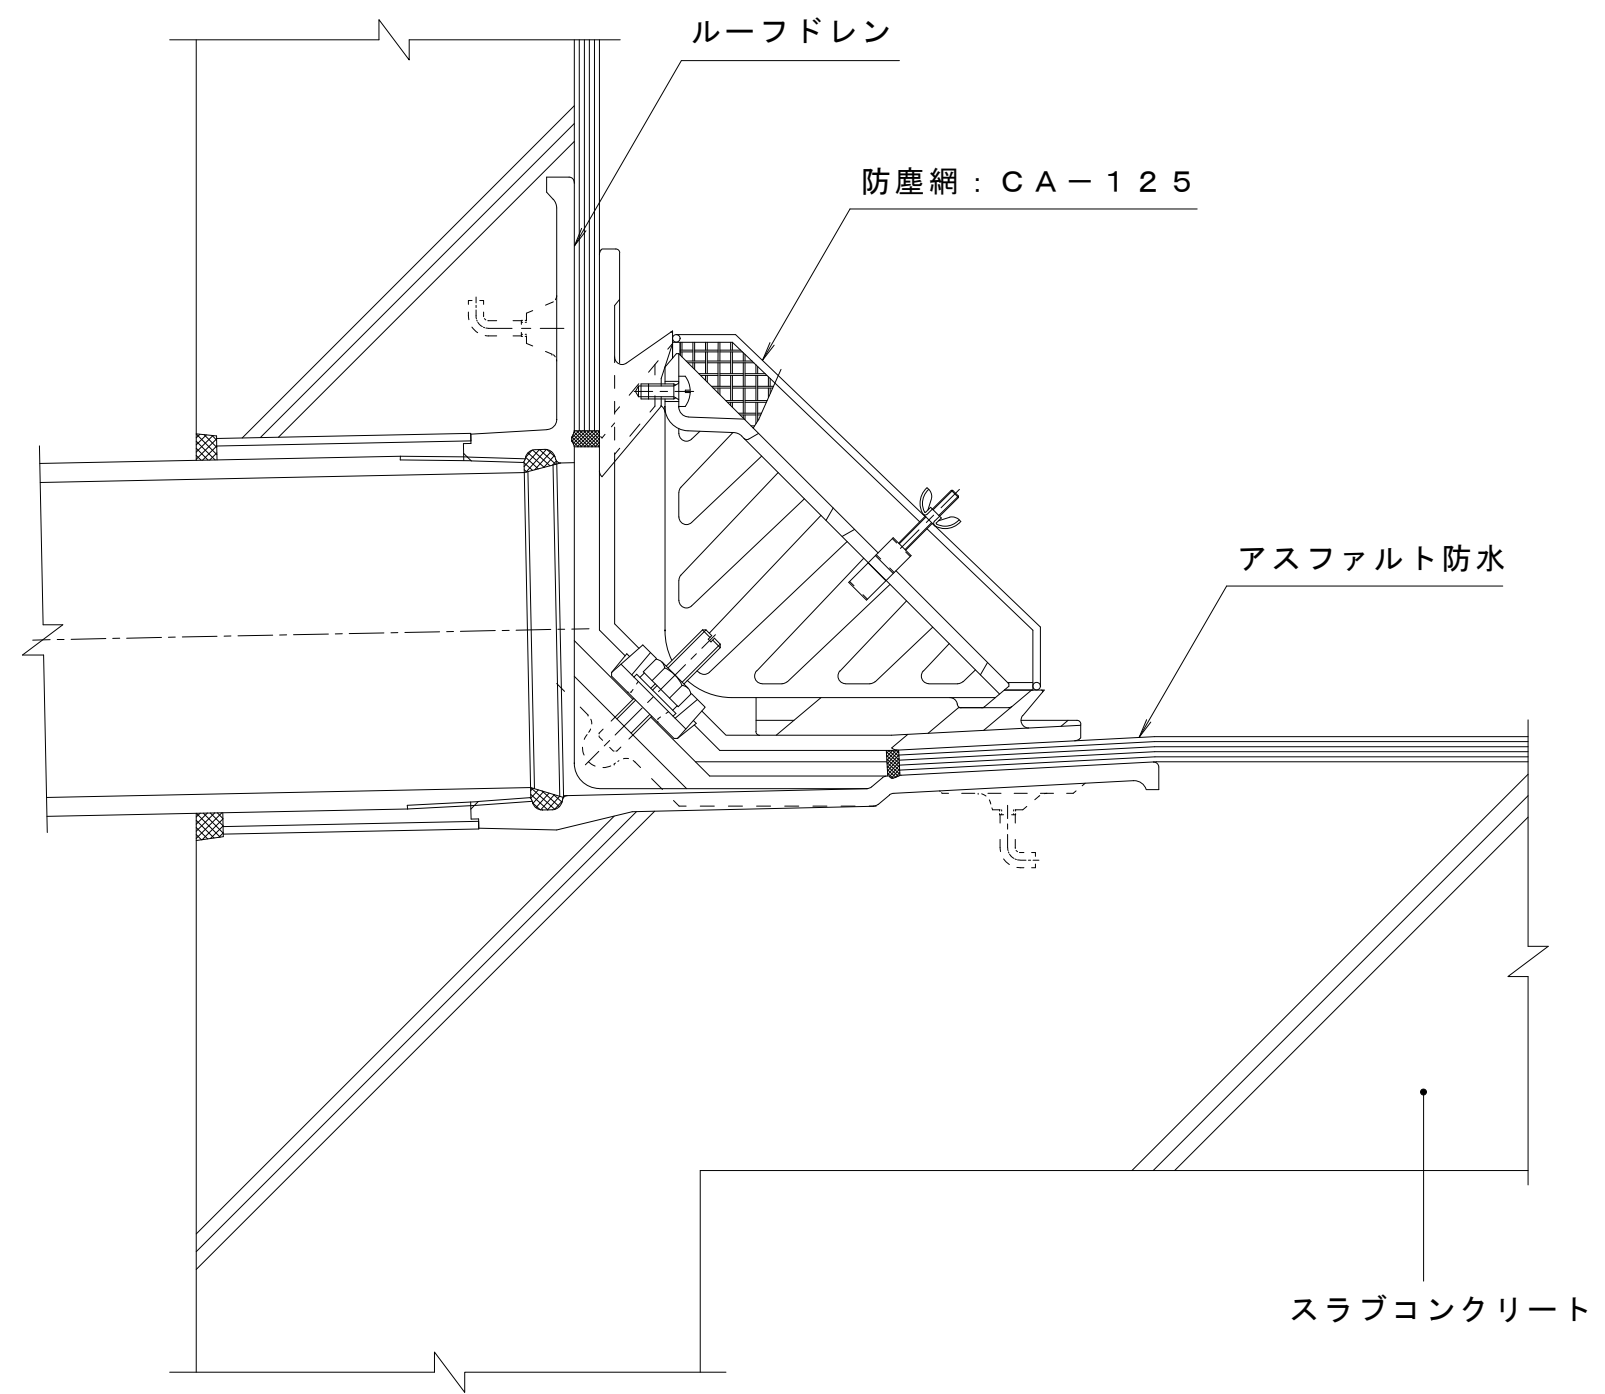 ルーフドレン
防塵網：ＣＡ－１２５
アスファルト防水
スラブコンクリート